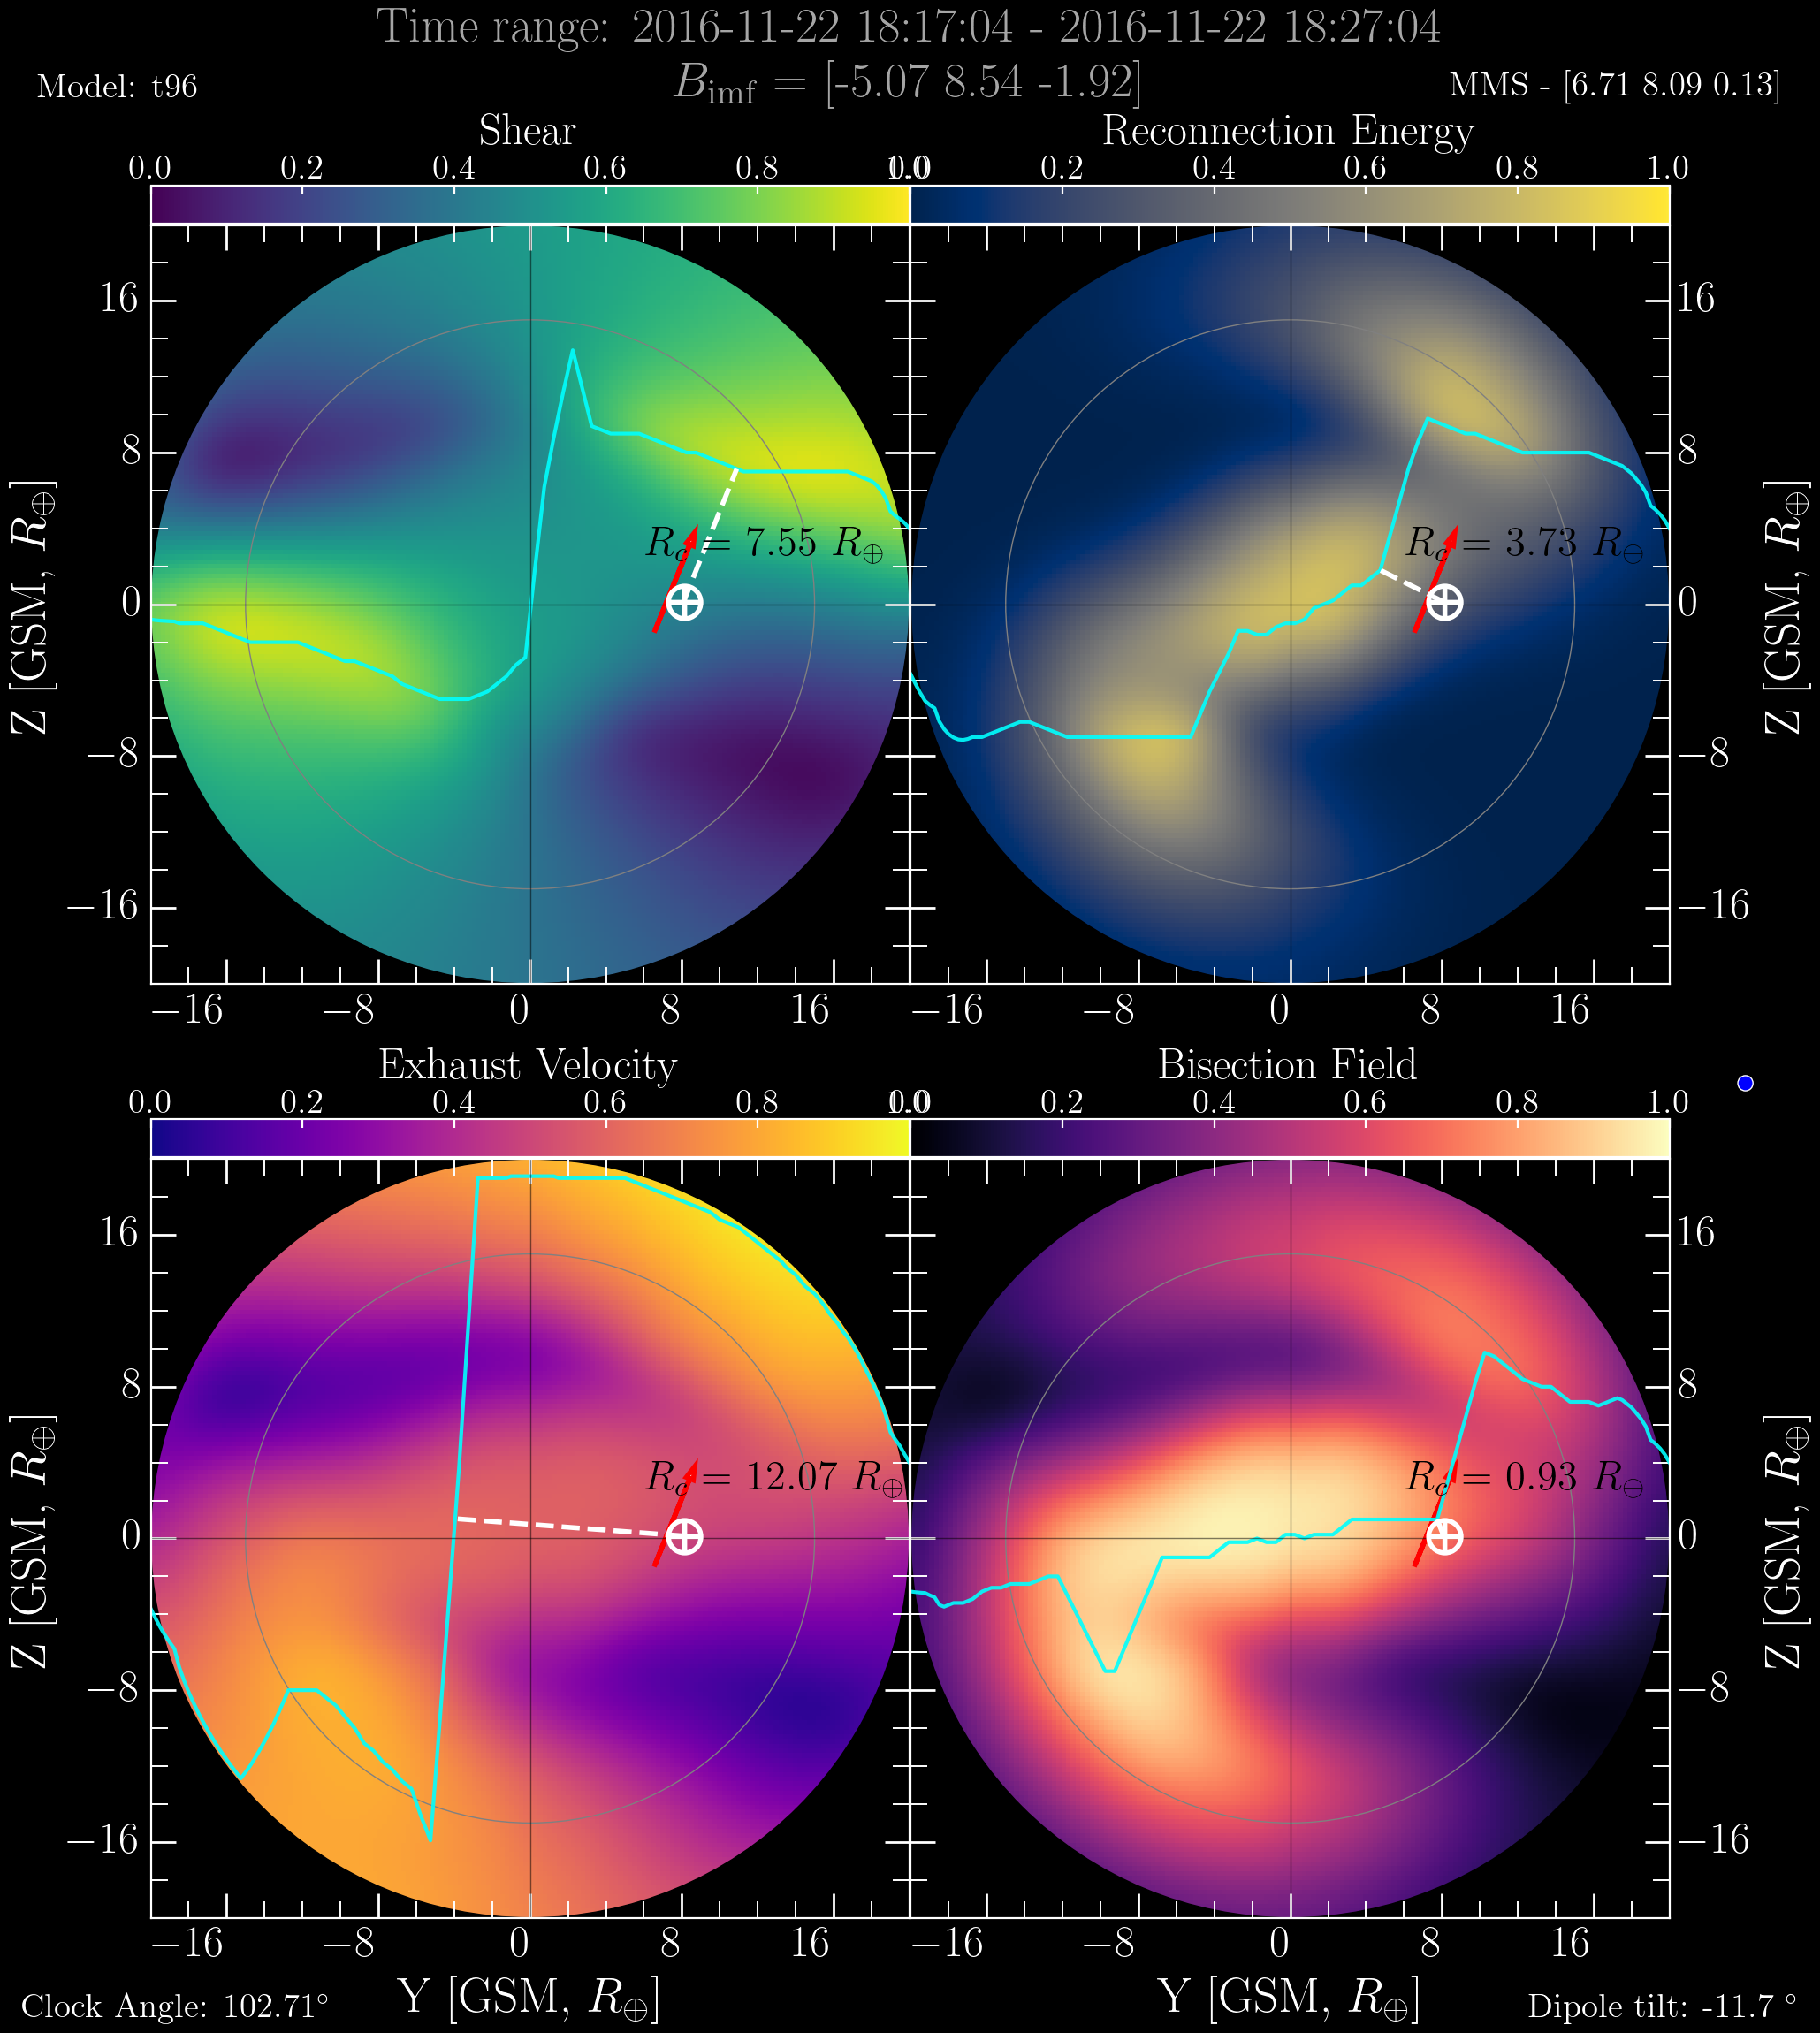 Time range: 2016-11-22 18:17:04 - 2016-11-22 18:27:04
Model: t96
B_imf = [-5.07 8.54 -1.92]
MMS - [6.71 8.09 0.13]
Shear
Reconnection Energy
0.0 0.2 0.4 0.6 0.8 1.0
0.0 0.2 0.4 0.6 0.8 1.0
16
8
0
−8
−16
Z [GSM, R⊕]
R_c = 7.55 R⊕
R_c = 3.73 R⊕
16
8
0
−8
−16
Z [GSM, R⊕]
−16 −8 0 8 16
−16 −8 0 8 16
Exhaust Velocity
Bisection Field
0.0 0.2 0.4 0.6 0.8 1.0
0.0 0.2 0.4 0.6 0.8 1.0
16
8
0
−8
−16
Z [GSM, R⊕]
R_c = 12.07 R⊕
R_c = 0.93 R⊕
16
8
0
−8
−16
Z [GSM, R⊕]
−16 −8 0 8 16
−16 −8 0 8 16
Y [GSM, R⊕]
Y [GSM, R⊕]
Clock Angle: 102.71°
Dipole tilt: -11.7 °